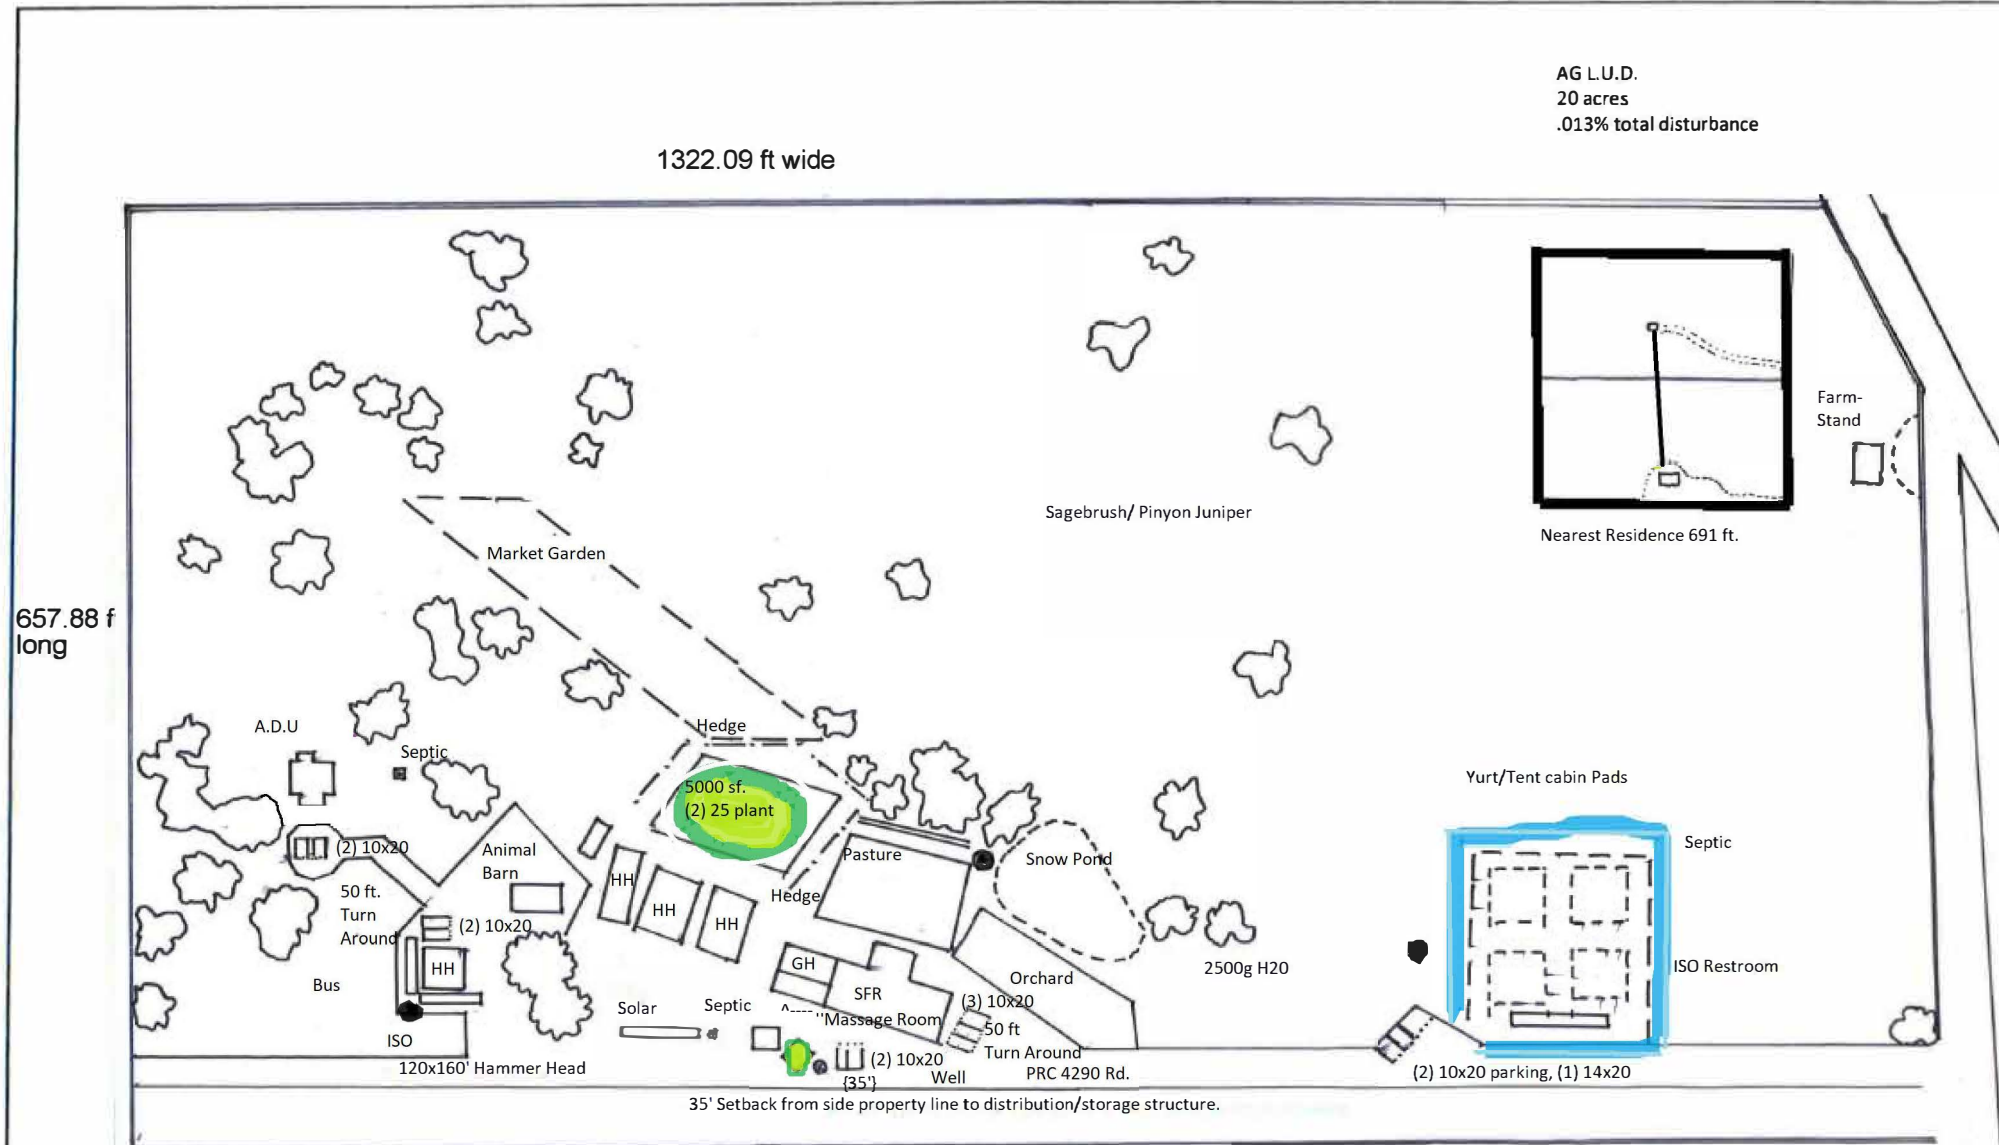 AG L.U.D.
20 acres
.013% total disturbance
1322.09 ft wide
Farm-
Stand
Sagebrush/ Pinyon Juniper
Nearest Residence 691 ft.
Market Garden
657.88 f
long
Hedge
A.D.U
Septic
5000 sf.
(2) 25 plant
Yurt/Tent cabin Pads
Septic
(2) 10x20
Animal
Barn
Pasture
Snow Pond
50 ft.
Turn
Around
HH
HH
HH
Hedge
(2) 10x20
HH
Bus
GH
SFR
Orchard
2500g H20
ISO Restroom
Solar
Septic
"Massage Room
(3) 10x20
50 ft
Turn Around
ISO
120x160' Hammer Head
(2) 10x20
{35'}
Well
PRC 4290 Rd.
(2) 10x20 parking, (1) 14x20
35' Setback from side property line to distribution/storage structure.